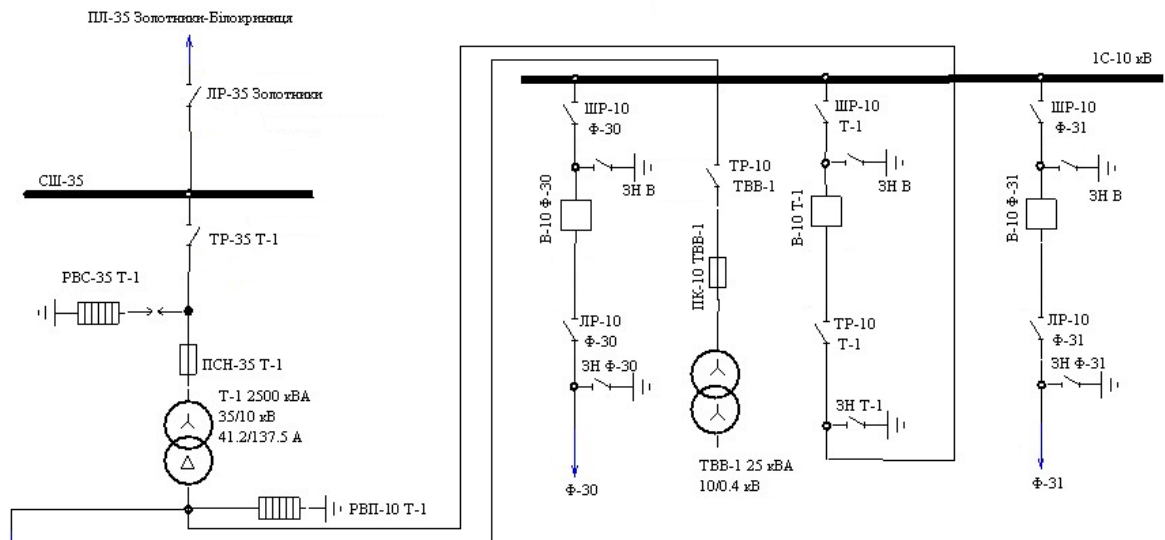 ПЛ-35 Золотники-Білокриниця
ЛР-35 Золотники
СШ-35
ТР-35 Т-1
РВС-35 Т-1
ПСН-35 Т-1
Т-1 2500 кВА
35/10 кВ
41.2/137.5 А
РВП-10 Т-1
1С-10 кВ
ШР-10
Ф-30
ЗН В
В-10 Ф-30
ЛР-10
Ф-30
ЗН Ф-30
Ф-30
ТР-10
ТВВ-1
ПК-10 ТВВ-1
ТВВ-1 25 кВА
10/0.4 кВ
ШР-10
Т-1
ЗН В
В-10 Т-1
ТР-10
Т-1
ЗН Т-1
ШР-10
Ф-31
ЗН В
В-10 Ф-31
ЛР-10
Ф-31
ЗН Ф-31
Ф-31